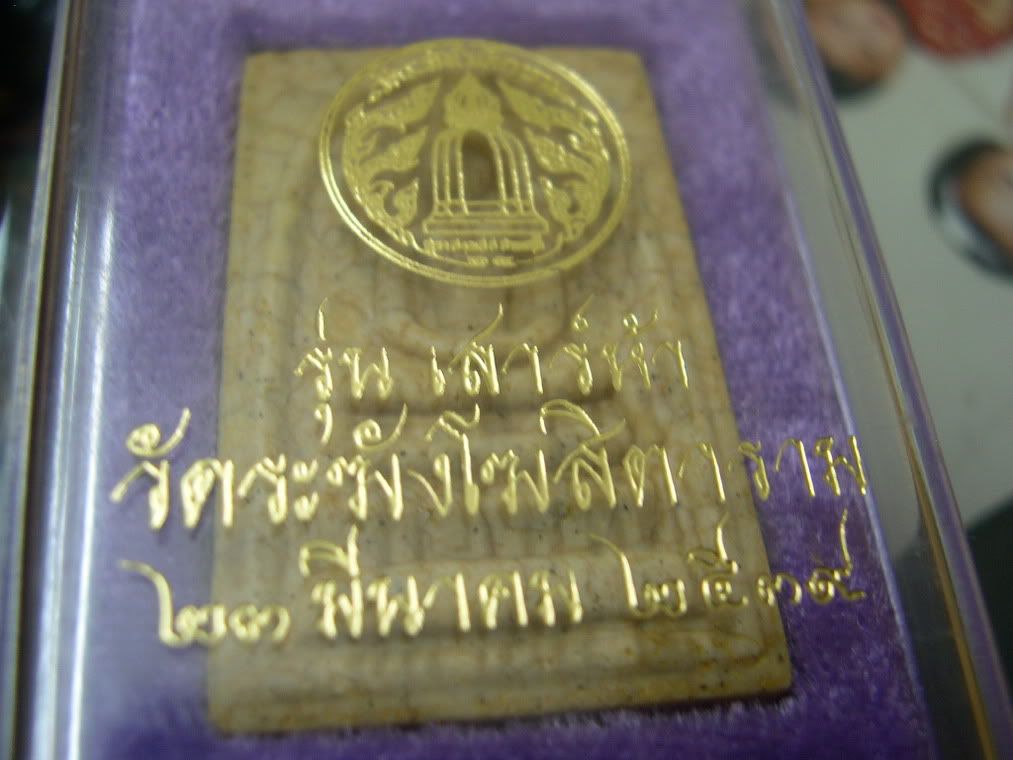 รุ่น เสาร์ห้า
วัดระฆังโฆสิตาราม
๒๓ มีนาคม ๒๕๓๙